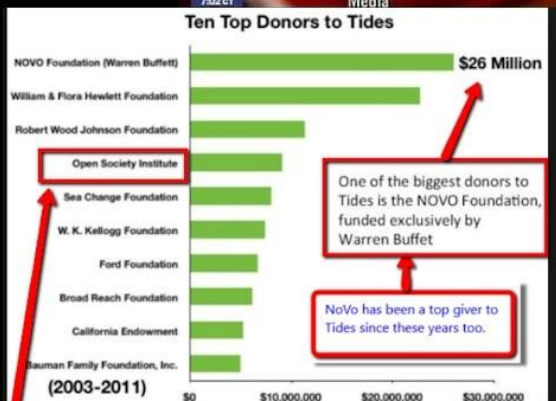 Media
Ten Top Donors to Tides
NOVO Foundation (Warren Buffett)
$26 Million
William & Flora Hewlett Foundation
Robert Wood Johnson Foundation
Open Society Institute
Sea Change Foundation
W. K. Kellogg Foundation
Ford Foundation
Broad Reach Foundation
California Endowment
Bauman Family Foundation, Inc.
One of the biggest donors to
Tides is the NOVO Foundation,
funded exclusively by
Warren Buffet
NoVo has been a top giver to
Tides since these years too.
(2003-2011)
$0
$10,000,000
$20,000,000
$30,000,000